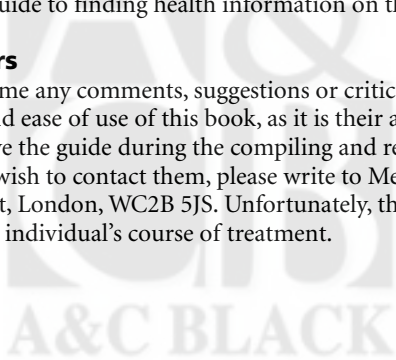 uide to finding health information on th
rs
me any comments, suggestions or critic
d ease of use of this book, as it is their a
ve the guide during the compiling and re
wish to contact them, please write to Me
t, London, WC2B 5JS. Unfortunately, th
individual’s course of treatment.
A&C BLACK